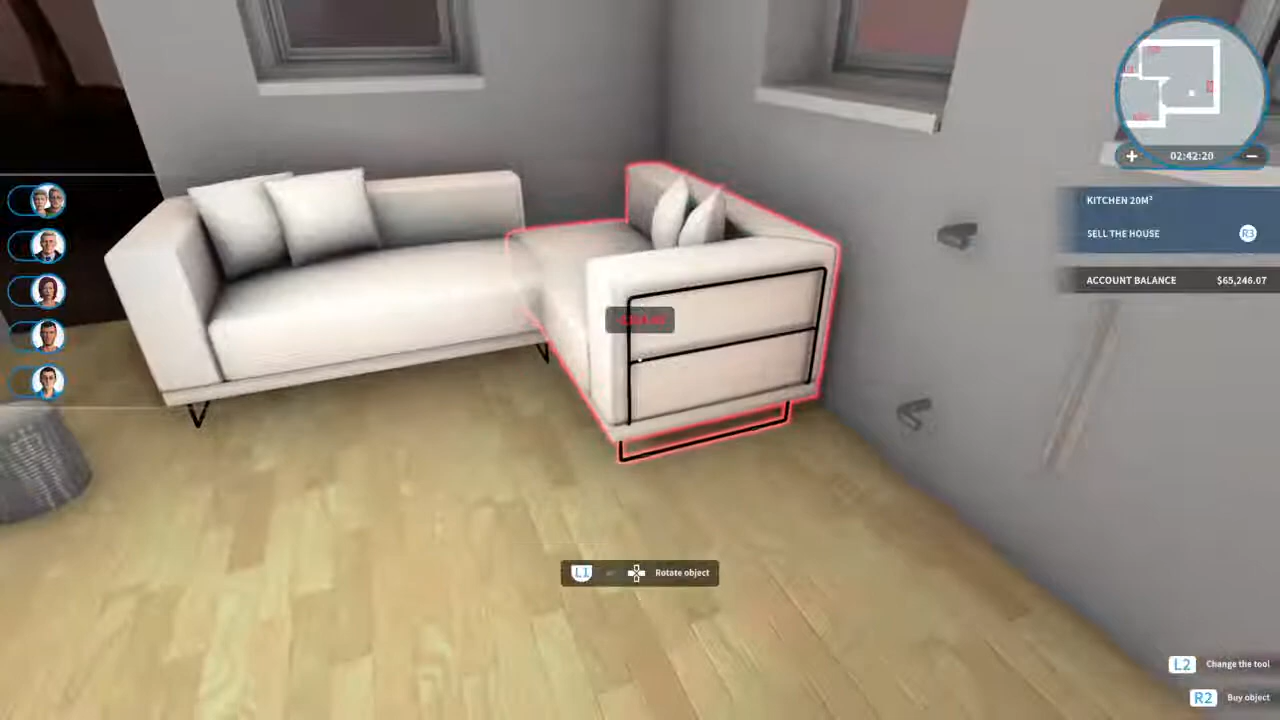 + 02:42:20 −
KITCHEN 20M²
SELL THE HOUSE R3
ACCOUNT BALANCE $65,246.07
L1 Rotate object
L2 Change the tool
R2 Buy object